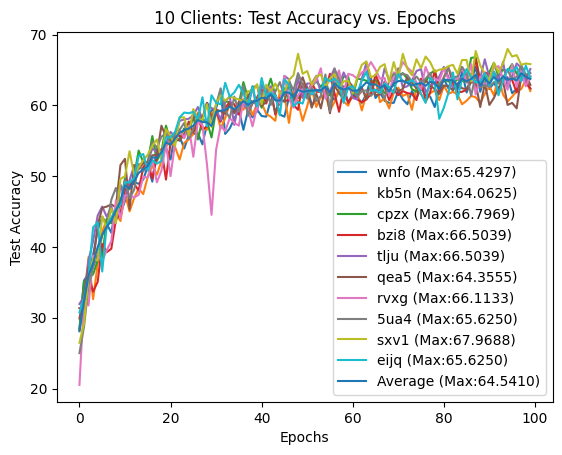 10 Clients: Test Accuracy vs. Epochs
70
60
50
40
30
20
Test Accuracy
wnfo (Max:65.4297)
kb5n (Max:64.0625)
cpzx (Max:66.7969)
bzi8 (Max:66.5039)
tlju (Max:66.5039)
qea5 (Max:64.3555)
rvxg (Max:66.1133)
5ua4 (Max:65.6250)
sxv1 (Max:67.9688)
eijq (Max:65.6250)
Average (Max:64.5410)
0 20 40 60 80 100
Epochs